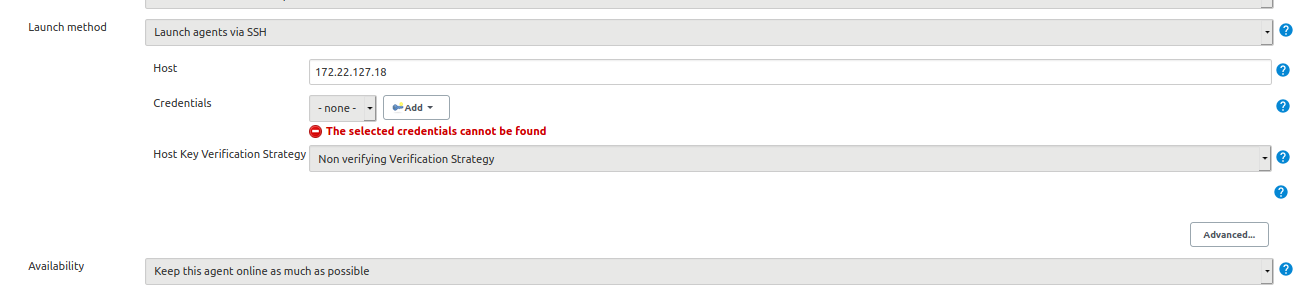 Launch method
Launch agents via SSH
Host
172.22.127.18
Credentials
- none -
Add
The selected credentials cannot be found
Host Key Verification Strategy
Non verifying Verification Strategy
Advanced...
Availability
Keep this agent online as much as possible